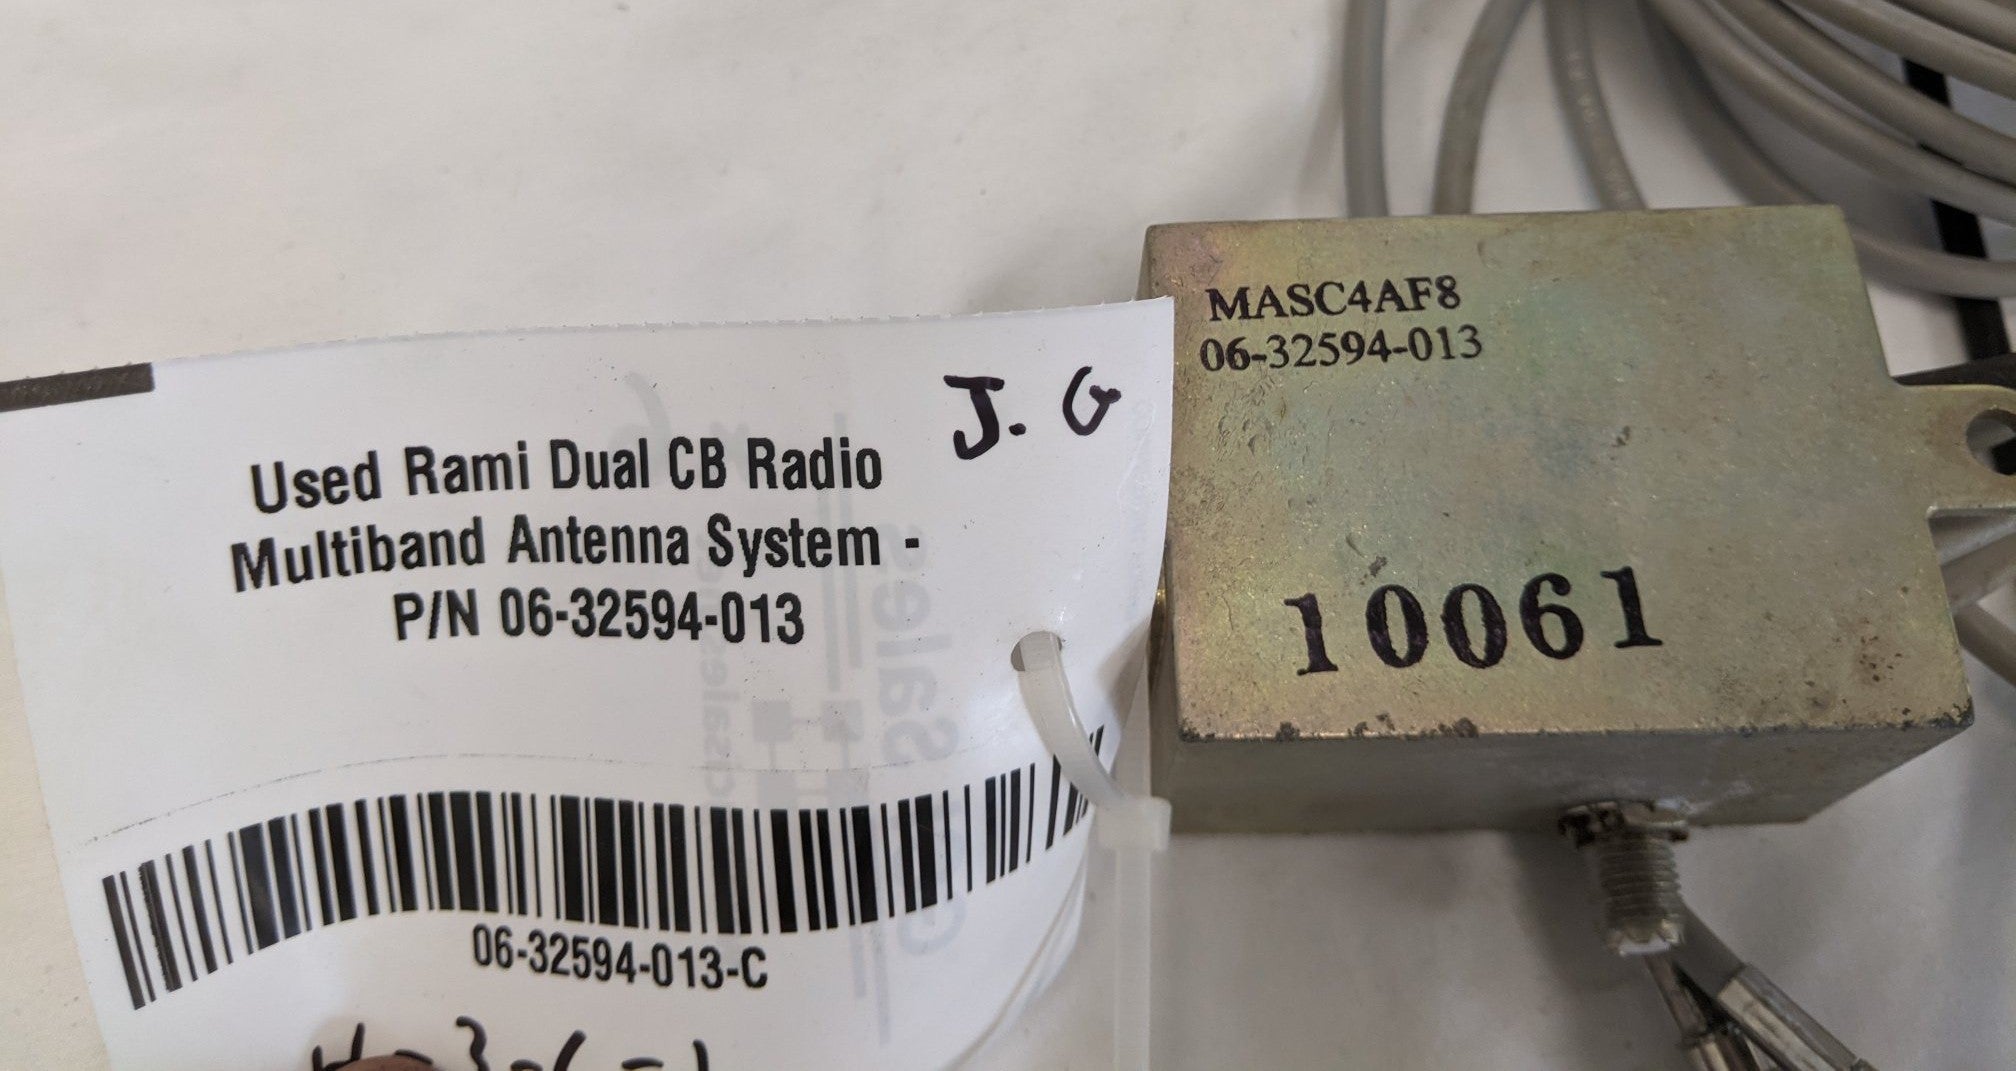 J. G
Used Rami Dual CB Radio
Multiband Antenna System -
P/N 06-32594-013
06-32594-013-C
MASC4AF8
06-32594-013
10061